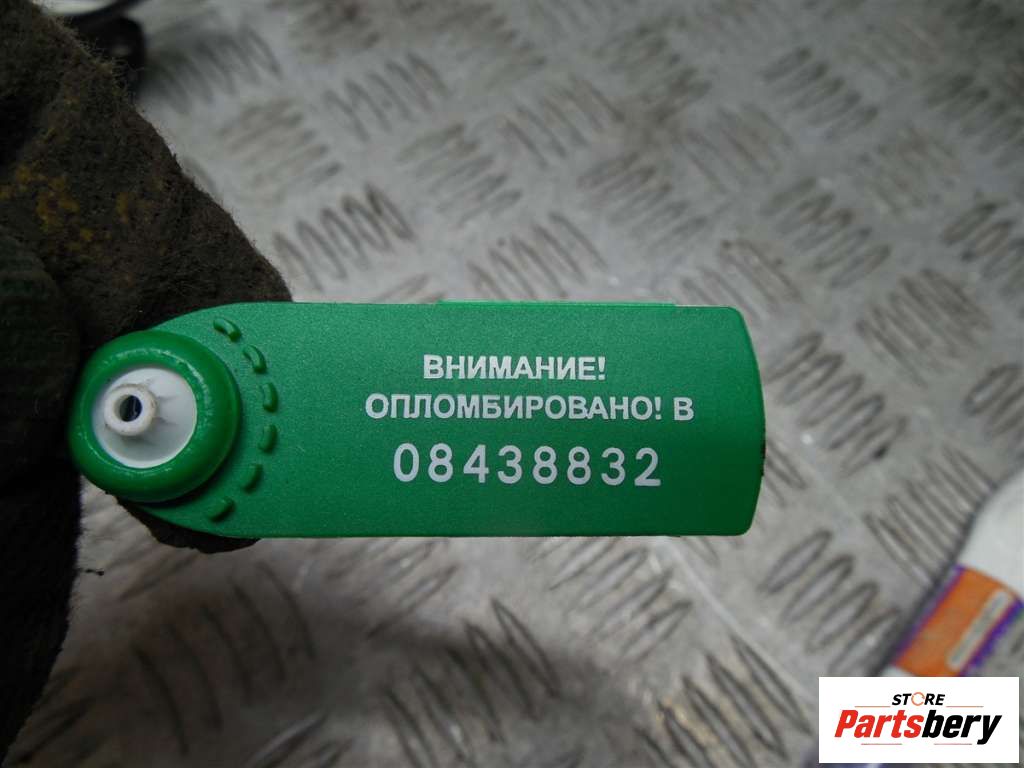 ВНИМАНИЕ!
ОПЛОМБИРОВАНО! В
08438832
STORE
Partsbery